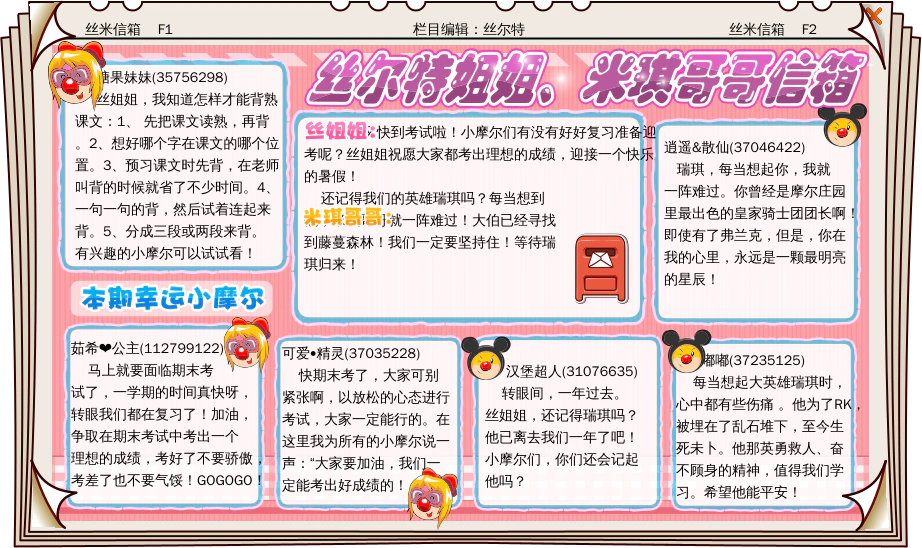 丝米信箱 F1
栏目编辑：丝尔特
丝米信箱 F2
丝尔特姐姐、米琪哥哥信箱
糖果妹妹(35756298)
丝姐姐，我知道怎样才能背熟
课文：1、 先把课文读熟，再背
。2、想好哪个字在课文的哪个位
置。3、预习课文时先背，在老师
叫背的时候就省了不少时间。4、
一句一句的背，然后试着连起来
背。5、分成三段或两段来背。
有兴趣的小摩尔可以试试看！
丝姐姐：快到考试啦！小摩尔们有没有好好复习准备迎
考呢？丝姐姐祝愿大家都考出理想的成绩，迎接一个快乐
的暑假！
还记得我们的英雄瑞琪吗？每当想到
米琪哥哥：就一阵难过！大伯已经寻找
到藤蔓森林！我们一定要坚持住！等待瑞
琪归来！
逍遥&散仙(37046422)
瑞琪，每当想起你，我就
一阵难过。你曾经是摩尔庄园
里最出色的皇家骑士团团长啊！
即使有了弗兰克，但是，你在
我的心里，永远是一颗最明亮
的星辰！
本期幸运小摩尔
茹希❤公主(112799122)
马上就要面临期末考
试了，一学期的时间真快呀，
转眼我们都在复习了！加油，
争取在期末考试中考出一个
理想的成绩，考好了不要骄傲，
考差了也不要气馁！GOGOGO！
可爱•精灵(37035228)
快期末考了，大家可别
紧张啊，以放松的心态进行
考试，大家一定能行的。在
这里我为所有的小摩尔说一
声：“大家要加油，我们一
定能考出好成绩的！
汉堡超人(31076635)
转眼间，一年过去。
丝姐姐，还记得瑞琪吗？
他已离去我们一年了吧！
小摩尔们，你们还会记起
他吗？
嘟嘟(37235125)
每当想起大英雄瑞琪时，
心中都有些伤痛 。他为了RK，
被埋在了乱石堆下，至今生
死未卜。他那英勇救人、奋
不顾身的精神，值得我们学
习。希望他能平安！